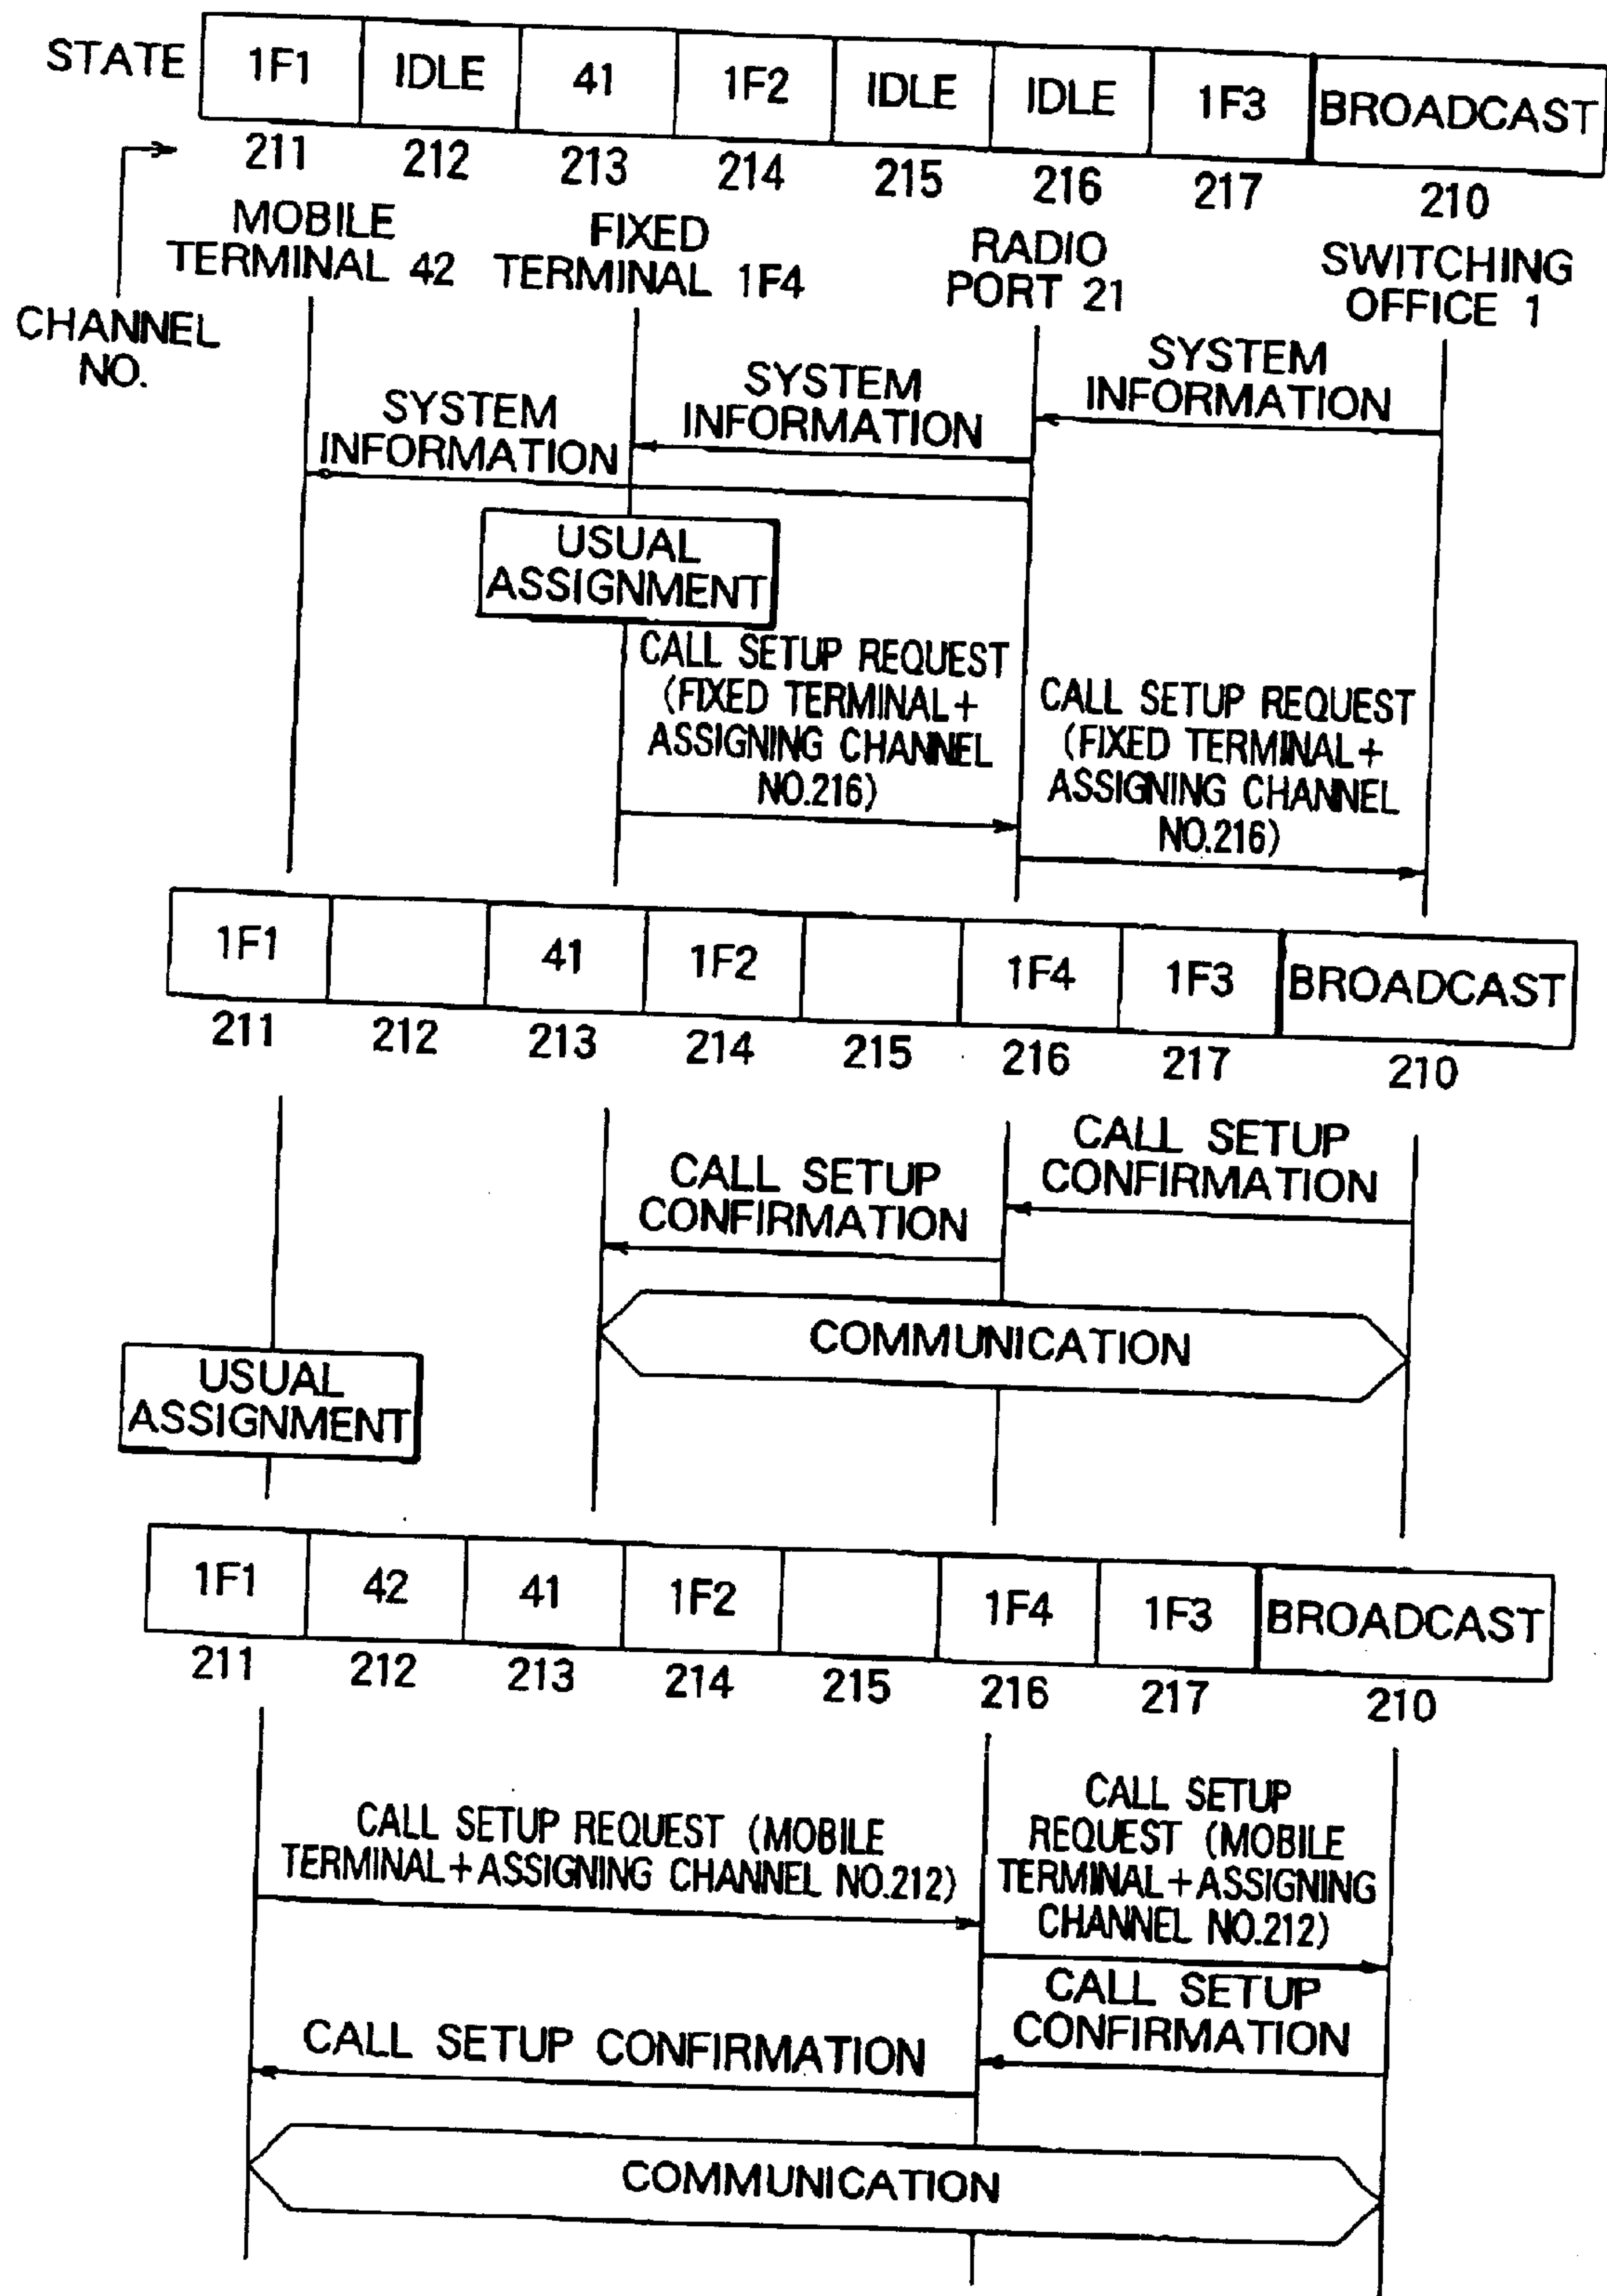 STATE 1F1 IDLE 41 1F2 IDLE IDLE 1F3 BROADCAST
211 212 213 214 215 216 217 210
CHANNEL
NO.
MOBILE
TERMINAL 42
FIXED
TERMINAL 1F4
RADIO
PORT 21
SWITCHING
OFFICE 1
SYSTEM
INFORMATION
SYSTEM
INFORMATION
SYSTEM
INFORMATION
USUAL
ASSIGNMENT
CALL SETUP REQUEST
(FIXED TERMINAL+
ASSIGNING CHANNEL
NO.216)
CALL SETUP REQUEST
(FIXED TERMINAL+
ASSIGNING CHANNEL
NO.216)
1F1 41 1F2 1F4 1F3 BROADCAST
211 212 213 214 215 216 217 210
CALL SETUP
CONFIRMATION
CALL SETUP
CONFIRMATION
COMMUNICATION
USUAL
ASSIGNMENT
1F1 42 41 1F2 1F4 1F3 BROADCAST
211 212 213 214 215 216 217 210
CALL SETUP REQUEST (MOBILE
TERMINAL+ASSIGNING CHANNEL NO.212)
CALL SETUP
REQUEST (MOBILE
TERMINAL+ASSIGNING
CHANNEL NO.212)
CALL SETUP
CONFIRMATION
CALL SETUP CONFIRMATION
COMMUNICATION